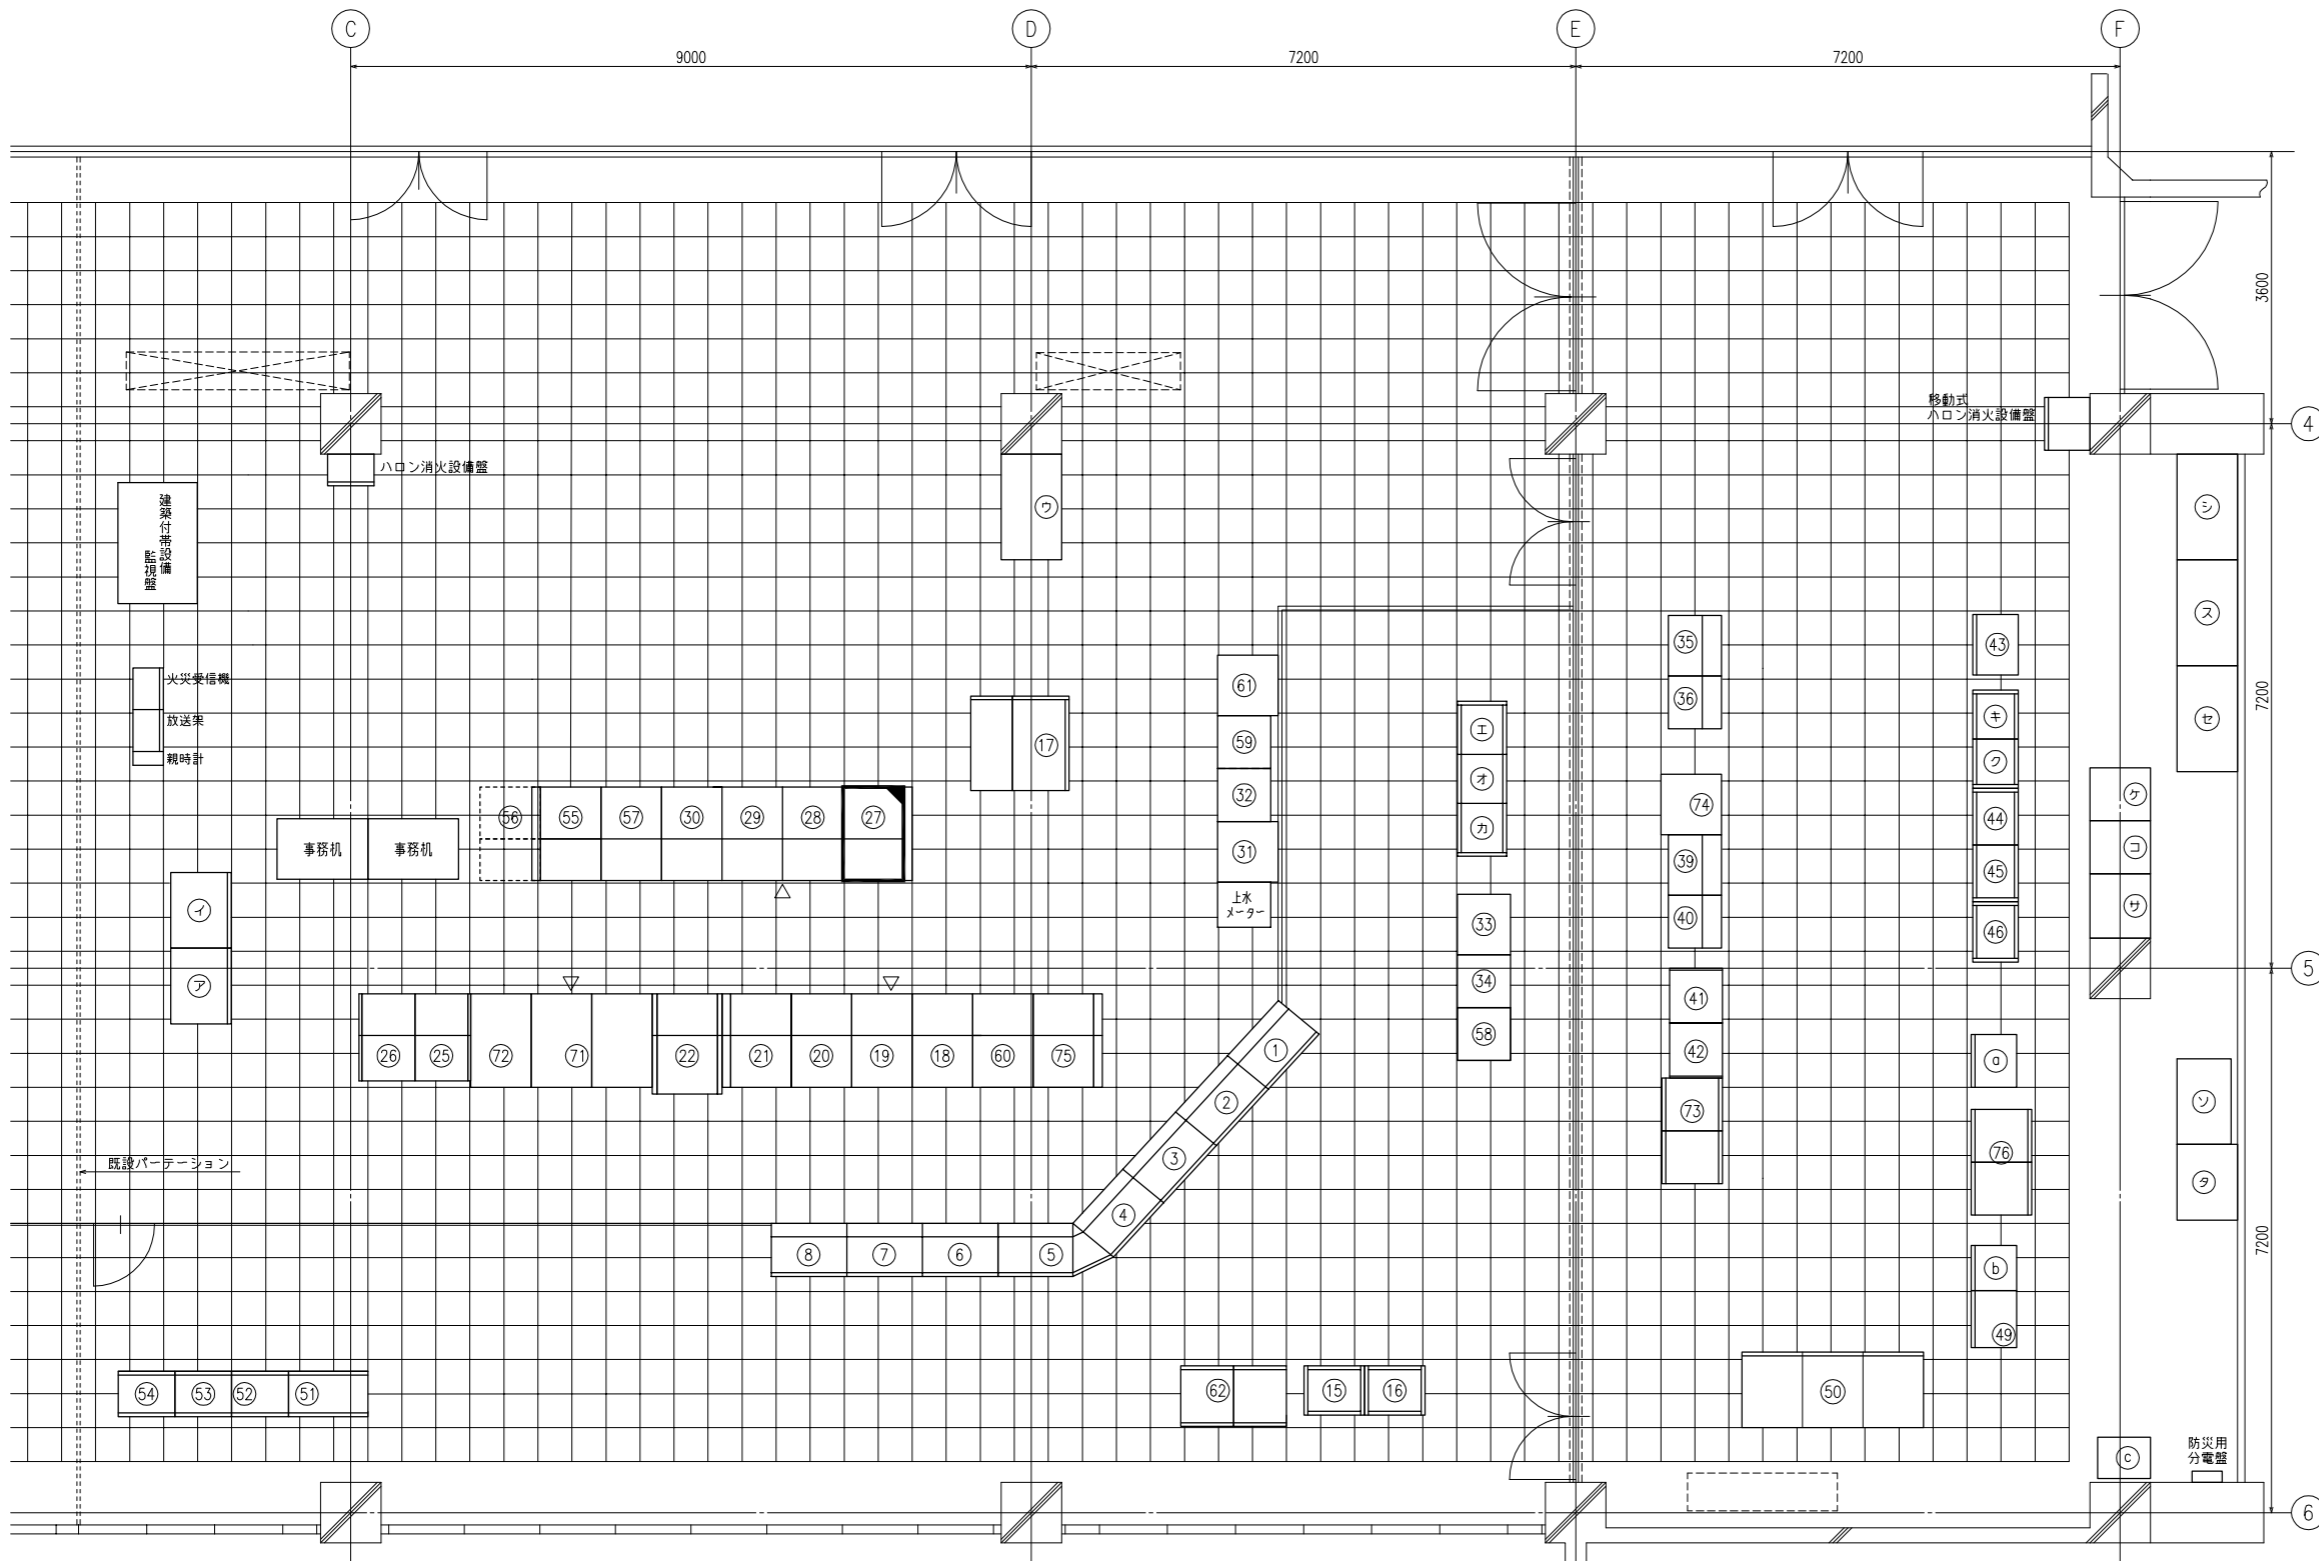 C
D
E
F
9000
7200
7200
3600
移動式
ハロン消火設備盤
4
ハロン消火設備盤
建築付帯設備
監視盤
ウ
シ
ス
セ
7200
火災受信機
放送架
親時計
17
61
59
32
31
上水
メーター
エ
オ
カ
35
36
43
キ
ク
74
39
40
44
45
46
ケ
コ
サ
56
55
57
30
29
28
27
事務机
事務机
イ
ア
33
34
58
5
26
25
72
71
22
21
20
19
18
60
75
1
2
3
4
41
42
73
a
76
ソ
タ
既設パーテーション
8
7
6
5
7200
b
49
54
53
52
51
62
15
16
50
c
防災用
分電盤
6